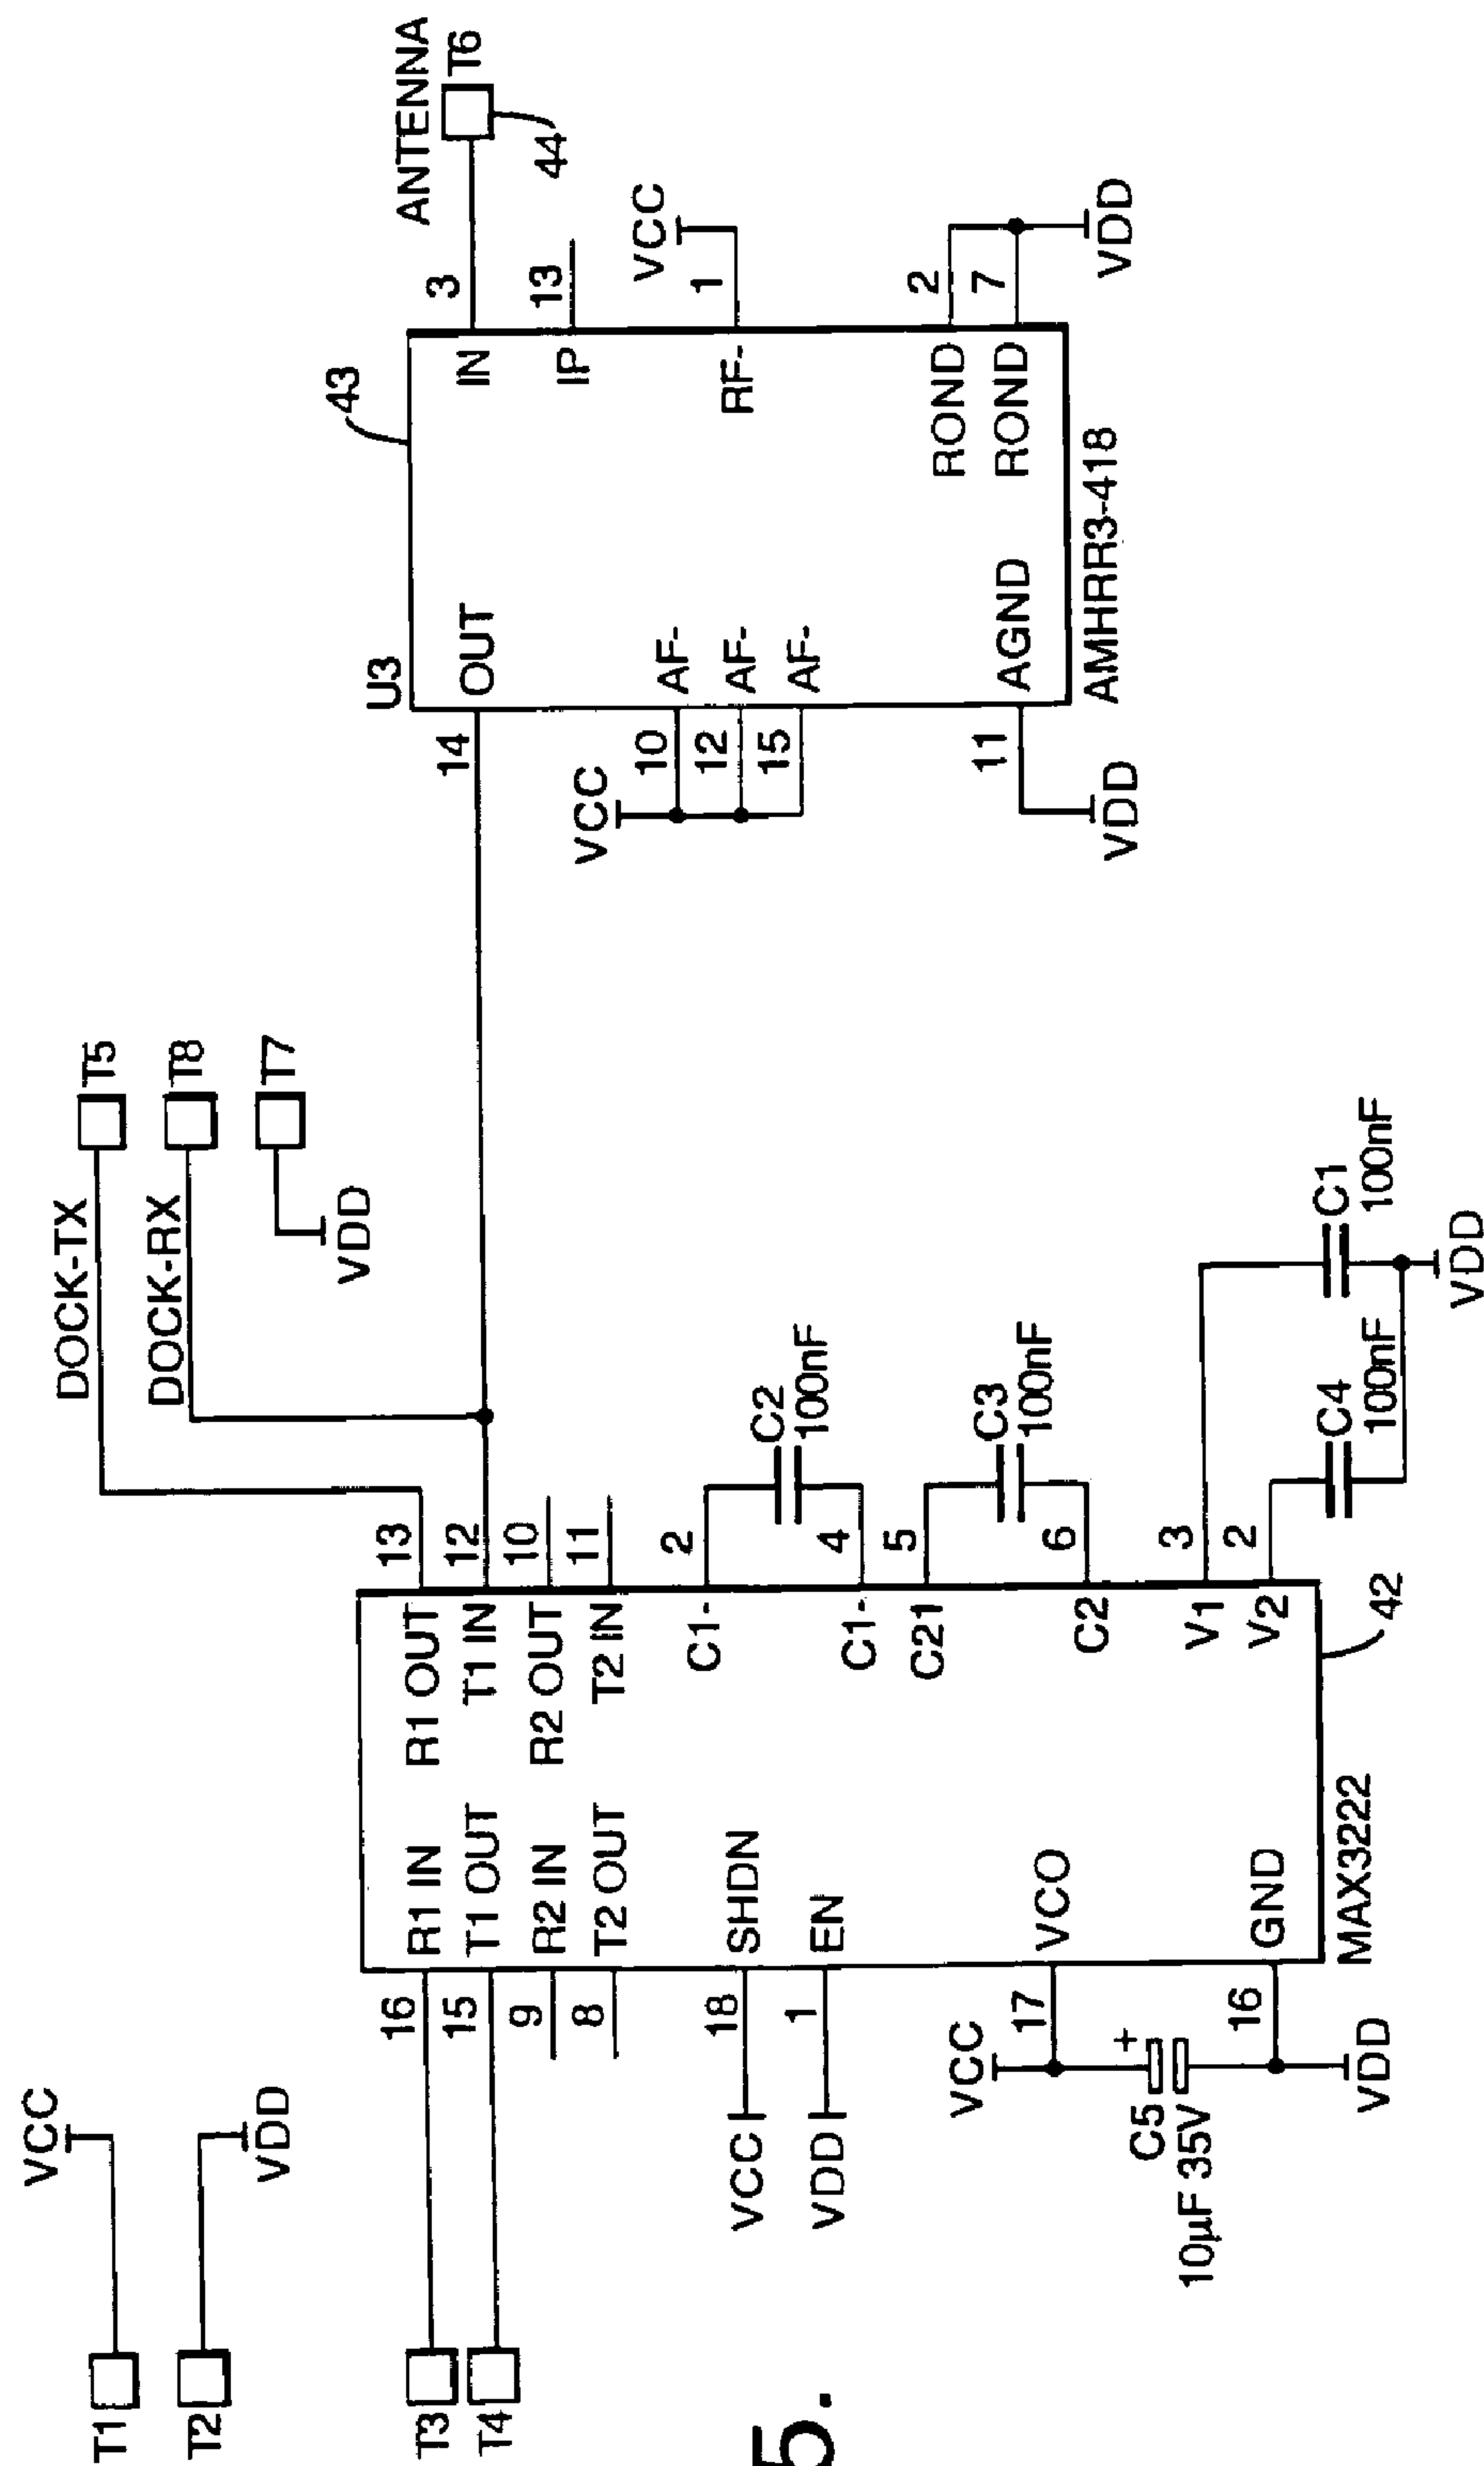 T1
VCC
T2
VDD
T3
T4
16
15
9
8
18
1
17
16
VCC
VDD
VCC
VDD
C5
+
10μF 35V
R1 IN
T1 OUT
R2 IN
T2 OUT
SHDN
EN
VCO
GND
R1 OUT
T1 IN
R2 OUT
T2 IN
C1-
C1-
C21
C2
V1
V2
MAX3222
42
13
12
10
11
2
4
5
6
3
2
C2
100nF
C3
100nF
C4
100nF
C1
100nF
VDD
DOCK-TX
T5
DOCK-RX
T8
T7
VDD
U3
43
14
10
12
15
11
VCC
VDD
OUT
AF-
AF-
AF-
AGND
IN
IP
RF-
ROND
ROND
AMHRR3-418
3
13
1
2
7
VCC
VDD
ANTENNA
T6
44
5.